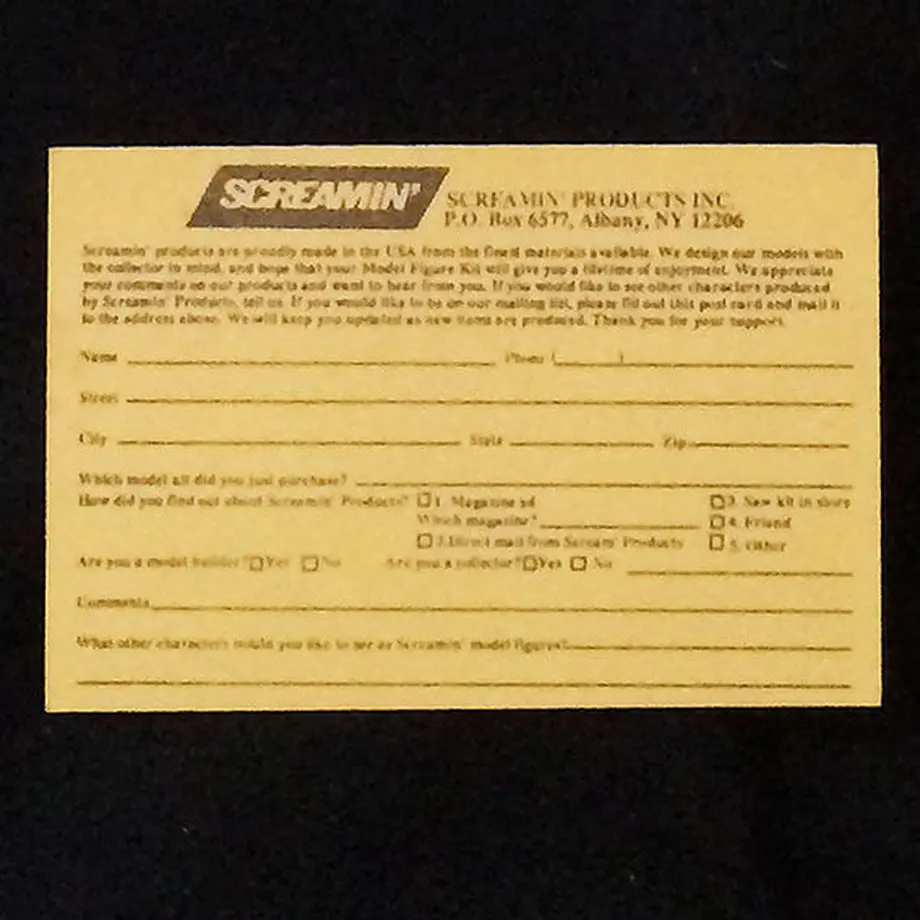 SCREAMIN' SCREAMIN' PRODUCTS INC.
P.O. Box 6577, Albany, NY 12206
Screamin' products are proudly made in the USA from the finest materials available. We design our models with
the collector in mind, and hope that your Model Figure Kit will give you a lifetime of enjoyment. We appreciate
your comments on our products and want to hear from you. If you would like to see other characters produced
by Screamin' Products, tell us. If you would like to be on our mailing list, please fill out this post card and mail it
to the address above. We will keep you updated as new items are produced. Thank you for your support.
Name Phone ( )
Street
City State Zip
Which model kit did you just purchase?
How did you find out about Screamin' Products? 1. Magazine ad 3. Saw kit in store
Which magazine? 4. Friend
2. Direct mail from Screamin' Products 5. Other
Are you a model builder? Yes No Are you a collector? Yes No
Comments
What other characters would you like to see as Screamin' model figures?